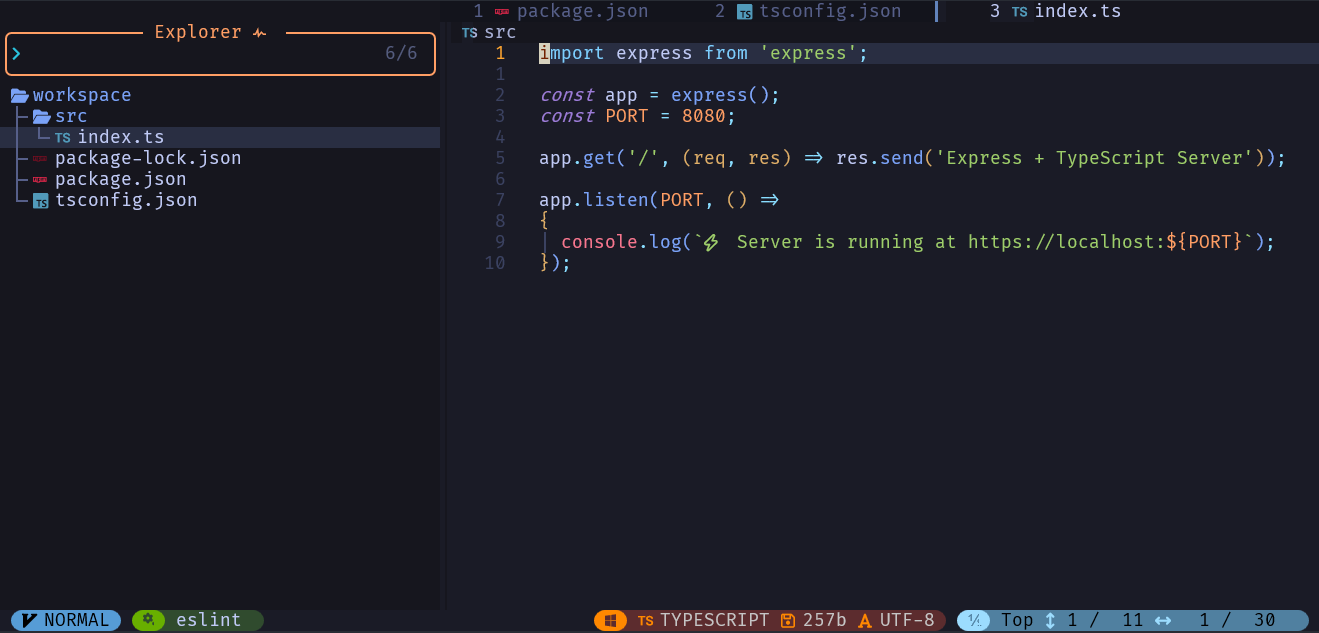 1 package.json 2 TS tsconfig.json 3 TS index.ts
Explorer
> 6/6
workspace
src
TS index.ts
package-lock.json
package.json
TS tsconfig.json
TS src
1 import express from 'express';
1
2 const app = express();
3 const PORT = 8080;
4
5 app.get('/', (req, res) => res.send('Express + TypeScript Server'));
6
7 app.listen(PORT, () =>
8 {
9 console.log(`⚡ Server is running at https://localhost:${PORT}`);
10 });
NORMAL eslint TS TYPESCRIPT 257b UTF-8 Top 1 / 11 1 / 30